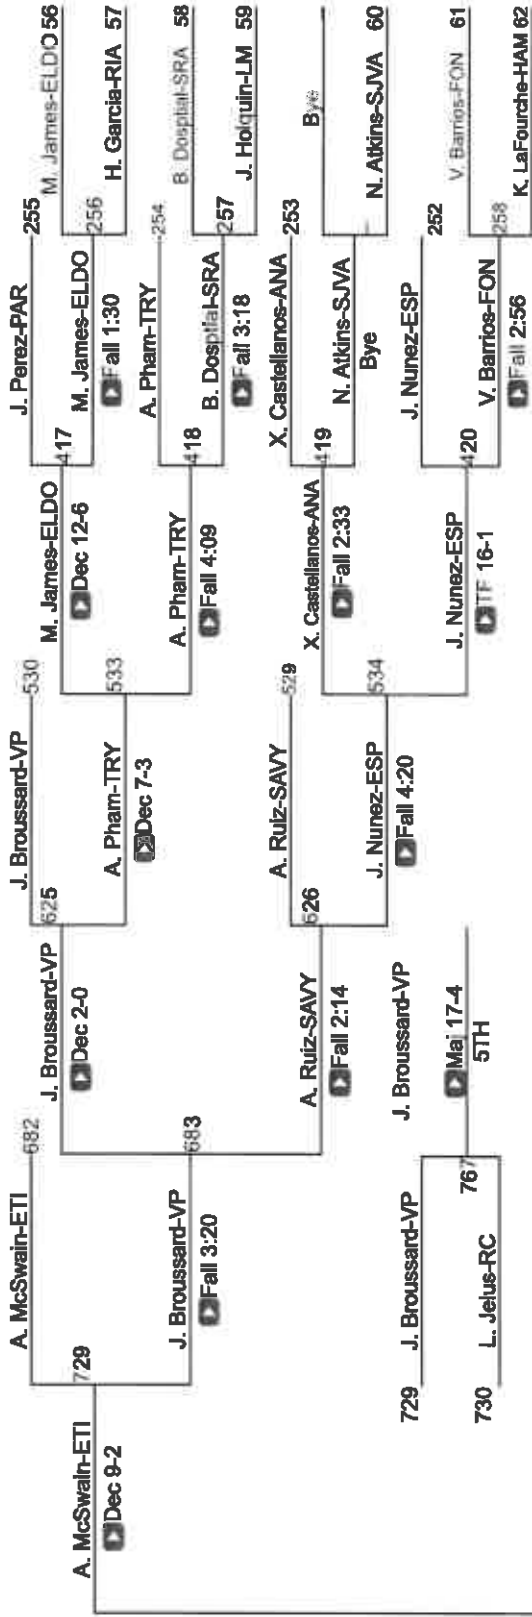 A. McSwain-ETI
Dec 9-2
A. McSwain-ETI 682
729
J. Broussard-VP
Fall 3:20
683
J. Broussard-VP
Dec 2-0
A. Ruiz-SAVY
Fall 2:14
J. Broussard-VP 530
625
A. Pham-TRY
Dec 7-3
533
A. Ruiz-SAVY 529
626
J. Nunez-ESP
Fall 4:20
534
M. James-ELDO
Dec 12-6
417
A. Pham-TRY
Fall 4:09
418
X. Castellanos-ANA
Fall 2:33
419
J. Nunez-ESP
TF 16-1
420
J. Perez-PAR 255
M. James-ELDO 256
Fall 1:30
A. Pham-TRY 254
B. Dosptial-SRA 257
Fall 3:18
X. Castellanos-ANA 253
N. Atkins-SJVA
Bye
J. Nunez-ESP 252
V. Barrios-FON 258
Fall 2:56
M. James-ELDO 56
H. Garcia-RIA 57
B. Dosptial-SRA 58
J. Holquin-LM 59
Bye
N. Atkins-SJVA 60
V. Barrios-FON 61
K. LaFourche-HAM 62
729 J. Broussard-VP
730 L. Jelus-RC
767
J. Broussard-VP
Maj 17-4
5TH